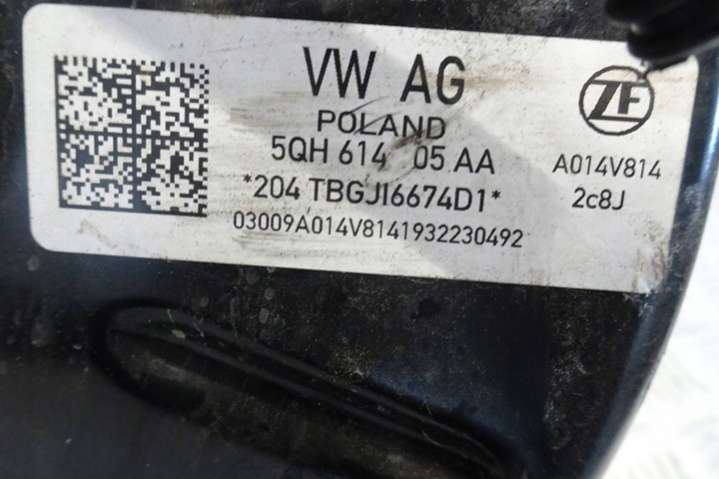 VW AG
ZF
POLAND
5QH 614 05 AA
A014V814
*204 TBGJI6674D1*
2c8J
03009A014V8141932230492